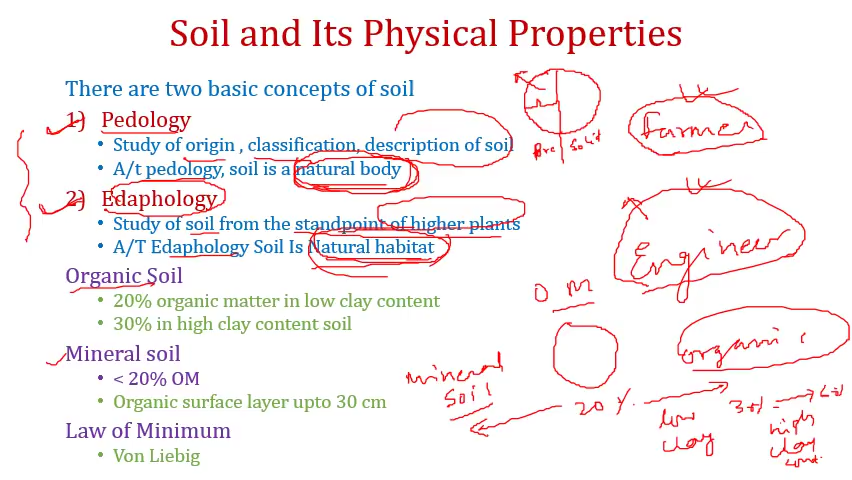 Soil and Its Physical Properties
There are two basic concepts of soil
1) Pedology
• Study of origin , classification, description of soil
• A/t pedology, soil is a natural body
2) Edaphology
• Study of soil from the standpoint of higher plants
• A/T Edaphology Soil Is Natural habitat
Organic Soil
• 20% organic matter in low clay content
• 30% in high clay content soil
Mineral soil
• < 20% OM
• Organic surface layer upto 30 cm
Law of Minimum
• Von Liebig
Solid
Farmer
Engineer
O M
organic
mineral
soil
20 %
low
clay
30%
high
clay